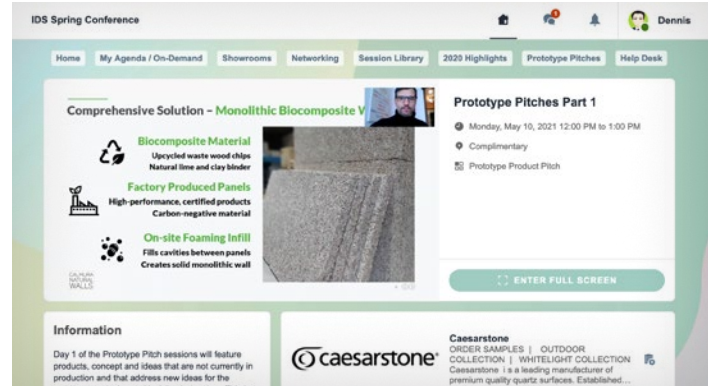 IDS Spring Conference
1
Dennis
Home
My Agenda / On-Demand
Showrooms
Networking
Session Library
2020 Highlights
Prototype Pitches
Help Desk
Comprehensive Solution – Monolithic Biocomposite W
Biocomposite Material
Upcycled waste wood chips
Natural lime and clay binder
Factory Produced Panels
High-performance, certified products
Carbon-negative material
On-site Foaming Infill
Fills cavities between panels
Creates solid monolithic wall
NATURAL
WALLS
Prototype Pitches Part 1
Monday, May 10, 2021 12:00 PM to 1:00 PM
Complimentary
Prototype Product Pitch
ENTER FULL SCREEN
Information
Day 1 of the Prototype Pitch sessions will feature
products, concept and ideas that are not currently in
production and that address new ideas for the
caesarstone
Caesarstone
ORDER SAMPLES | OUTDOOR
COLLECTION | WHITELIGHT COLLECTION
Caesarstone i s a leading manufacturer of
premium quality quartz surfaces. Established...